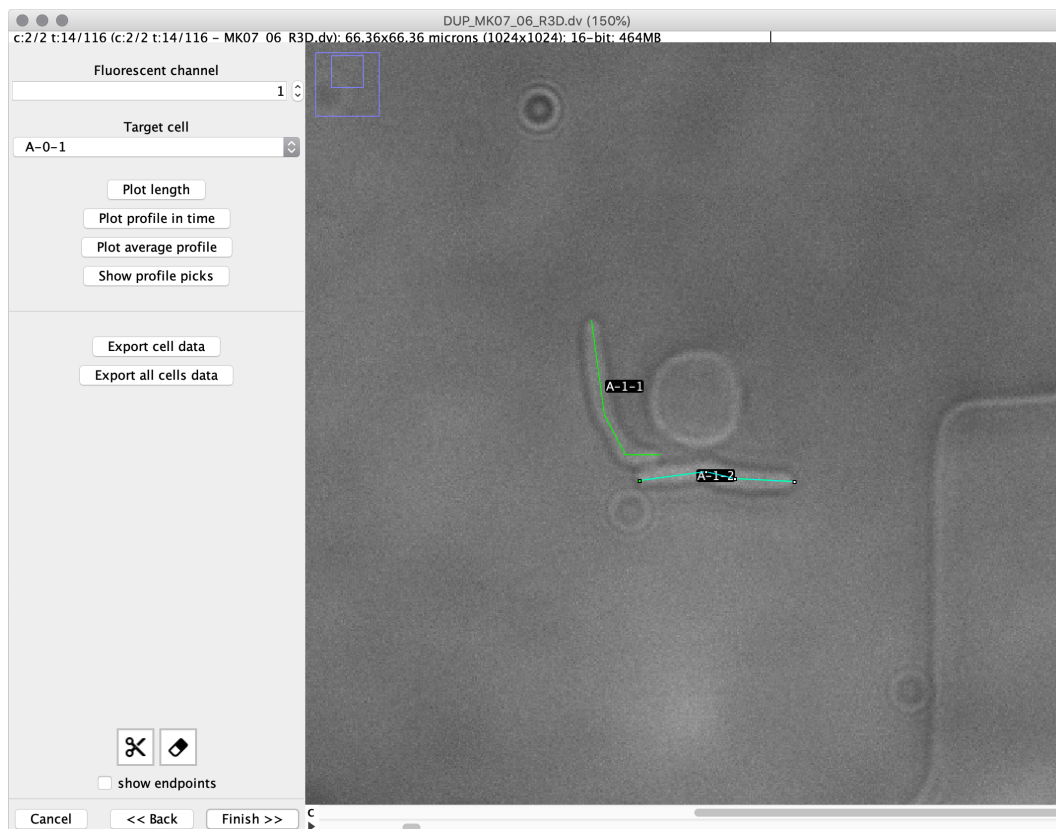 DUP_MK07_06_R3D.dv (150%)
c:2/2 t:14/116 (c:2/2 t:14/116 - MK07_06_R3D.dv); 66.36x66.36 microns (1024x1024); 16-bit; 464MB
Fluorescent channel
1
Target cell
A-0-1
Plot length
Plot profile in time
Plot average profile
Show profile picks
Export cell data
Export all cells data
A-1-1
A-1-2
show endpoints
Cancel
<< Back
Finish >>
c